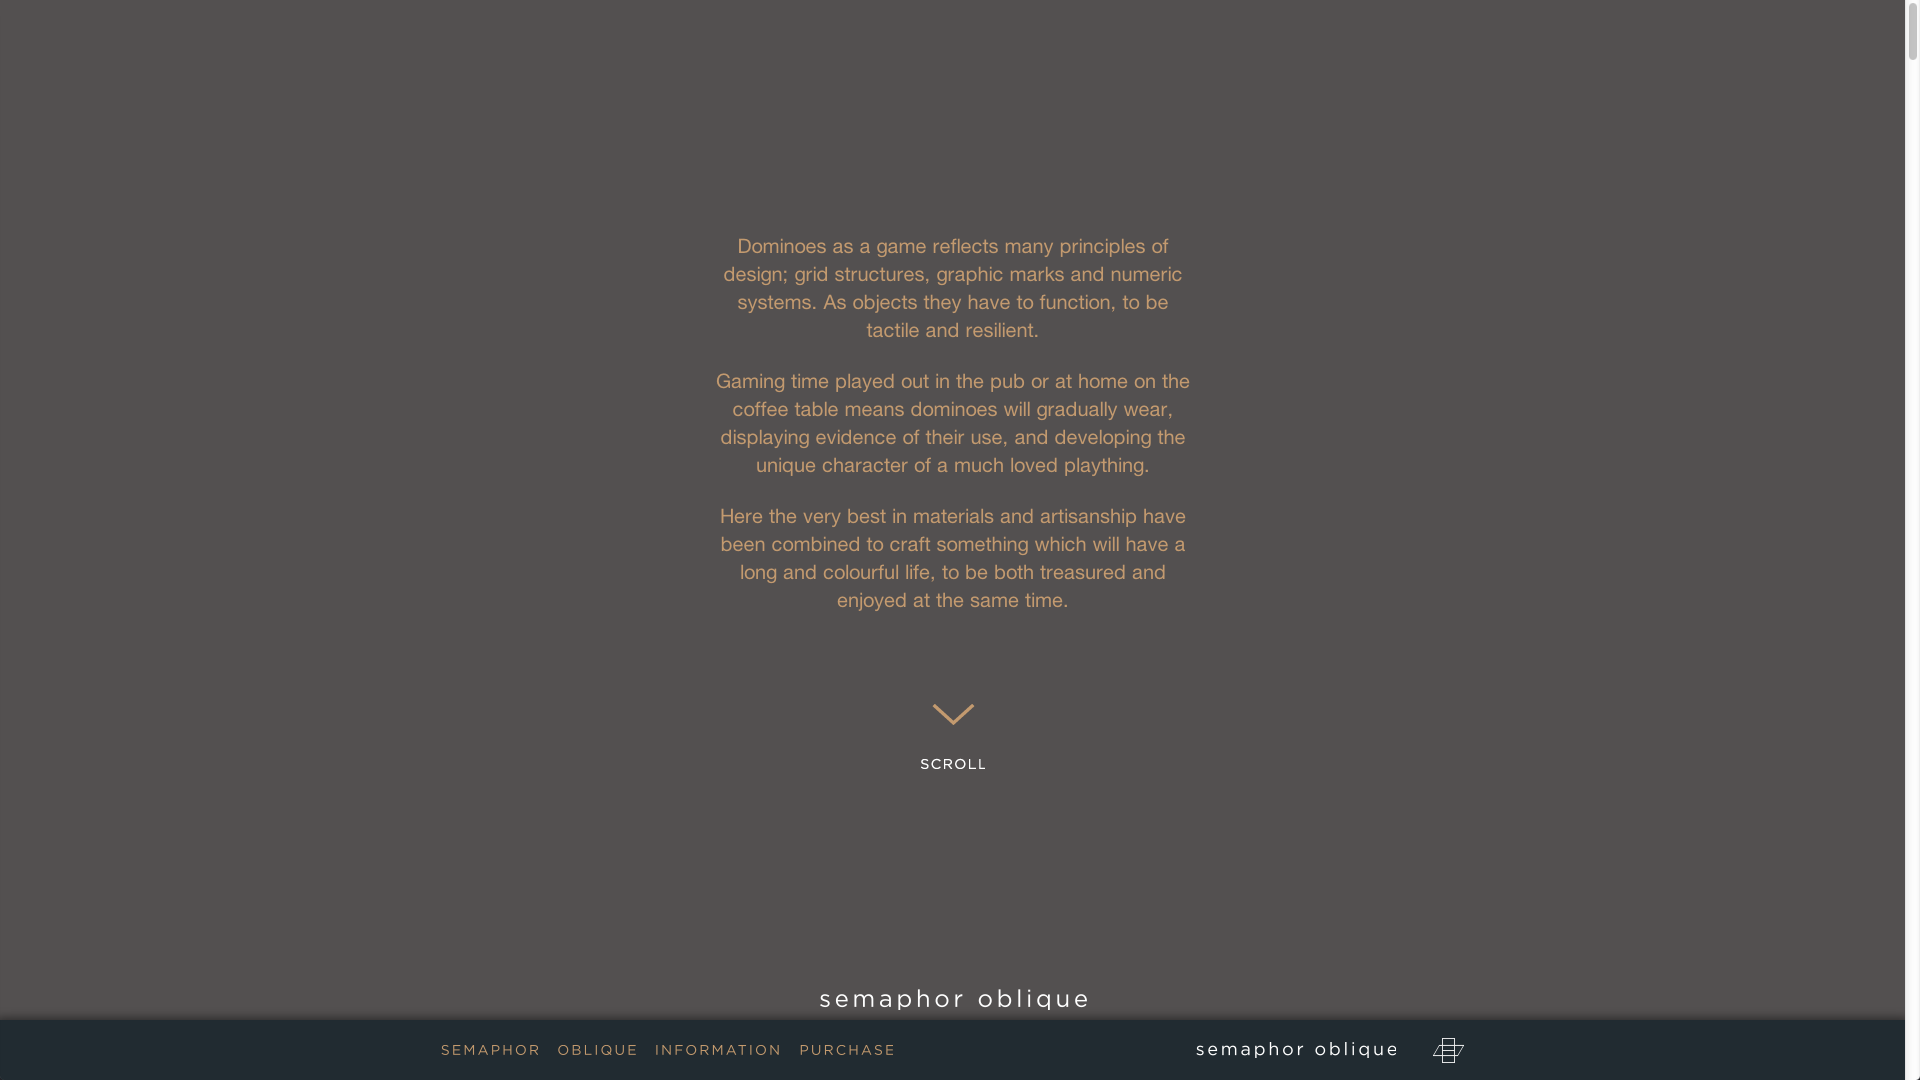 Dominoes as a game reflects many principles of
design; grid structures, graphic marks and numeric
systems. As objects they have to function, to be
tactile and resilient.
Gaming time played out in the pub or at home on the
coffee table means dominoes will gradually wear,
displaying evidence of their use, and developing the
unique character of a much loved plaything.
Here the very best in materials and artisanship have
been combined to craft something which will have a
long and colourful life, to be both treasured and
enjoyed at the same time.
SCROLL
semaphor oblique
SEMAPHOR OBLIQUE INFORMATION PURCHASE semaphor oblique